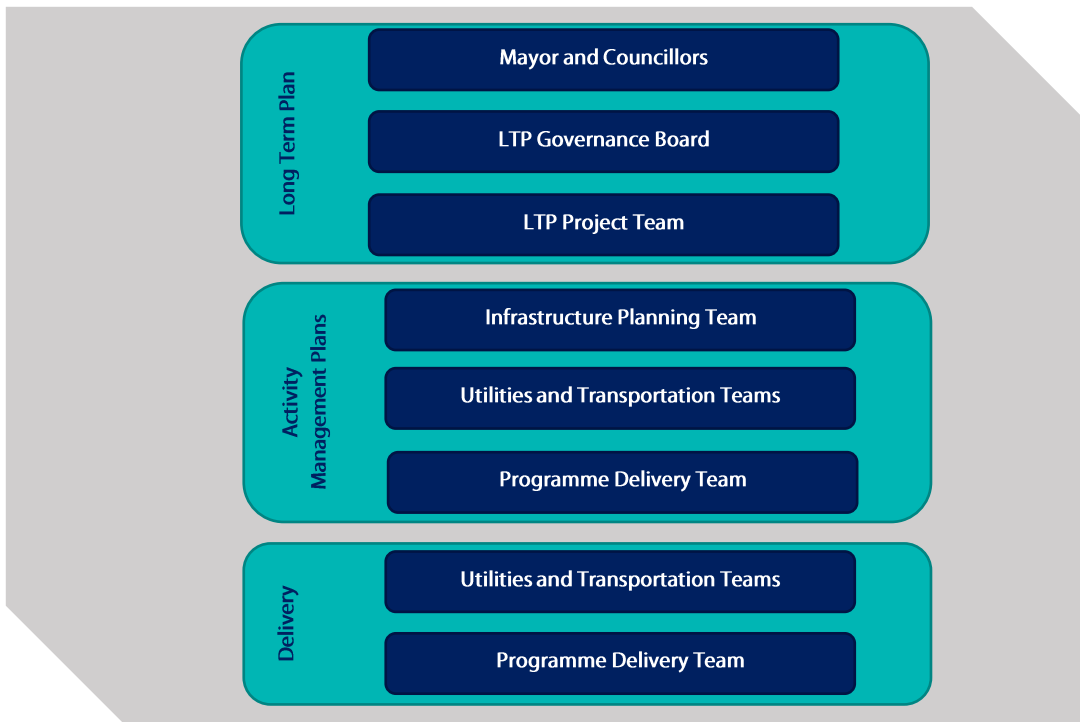 Long Term Plan
Mayor and Councillors
LTP Governance Board
LTP Project Team
Activity
Management Plans
Infrastructure Planning Team
Utilities and Transportation Teams
Programme Delivery Team
Delivery
Utilities and Transportation Teams
Programme Delivery Team